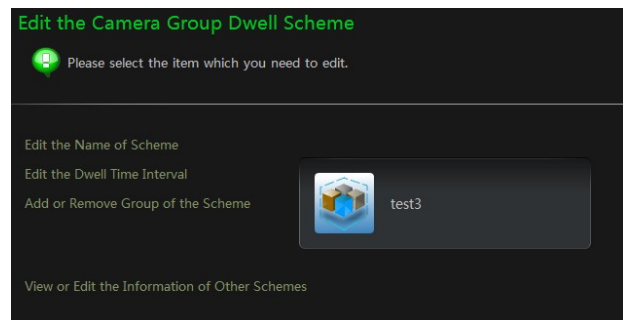 Edit the Camera Group Dwell Scheme
Please select the item which you need to edit.
Edit the Name of Scheme
Edit the Dwell Time Interval
Add or Remove Group of the Scheme
test3
View or Edit the Information of Other Schemes